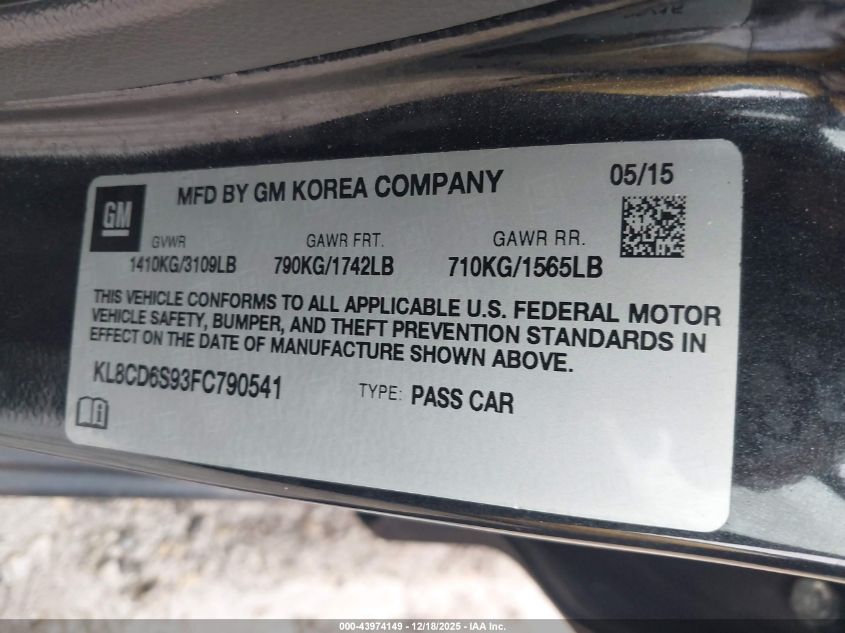 MFD BY GM KOREA COMPANY 05/15
GM
GVWR GAWR FRT. GAWR RR.
1410KG/3109LB 790KG/1742LB 710KG/1565LB
THIS VEHICLE CONFORMS TO ALL APPLICABLE U.S. FEDERAL MOTOR
VEHICLE SAFETY, BUMPER, AND THEFT PREVENTION STANDARDS IN
EFFECT ON THE DATE OF MANUFACTURE SHOWN ABOVE.
KL8CD6S93FC790541 TYPE: PASS CAR
000-43974149 - 12/18/2025 - IAA Inc.